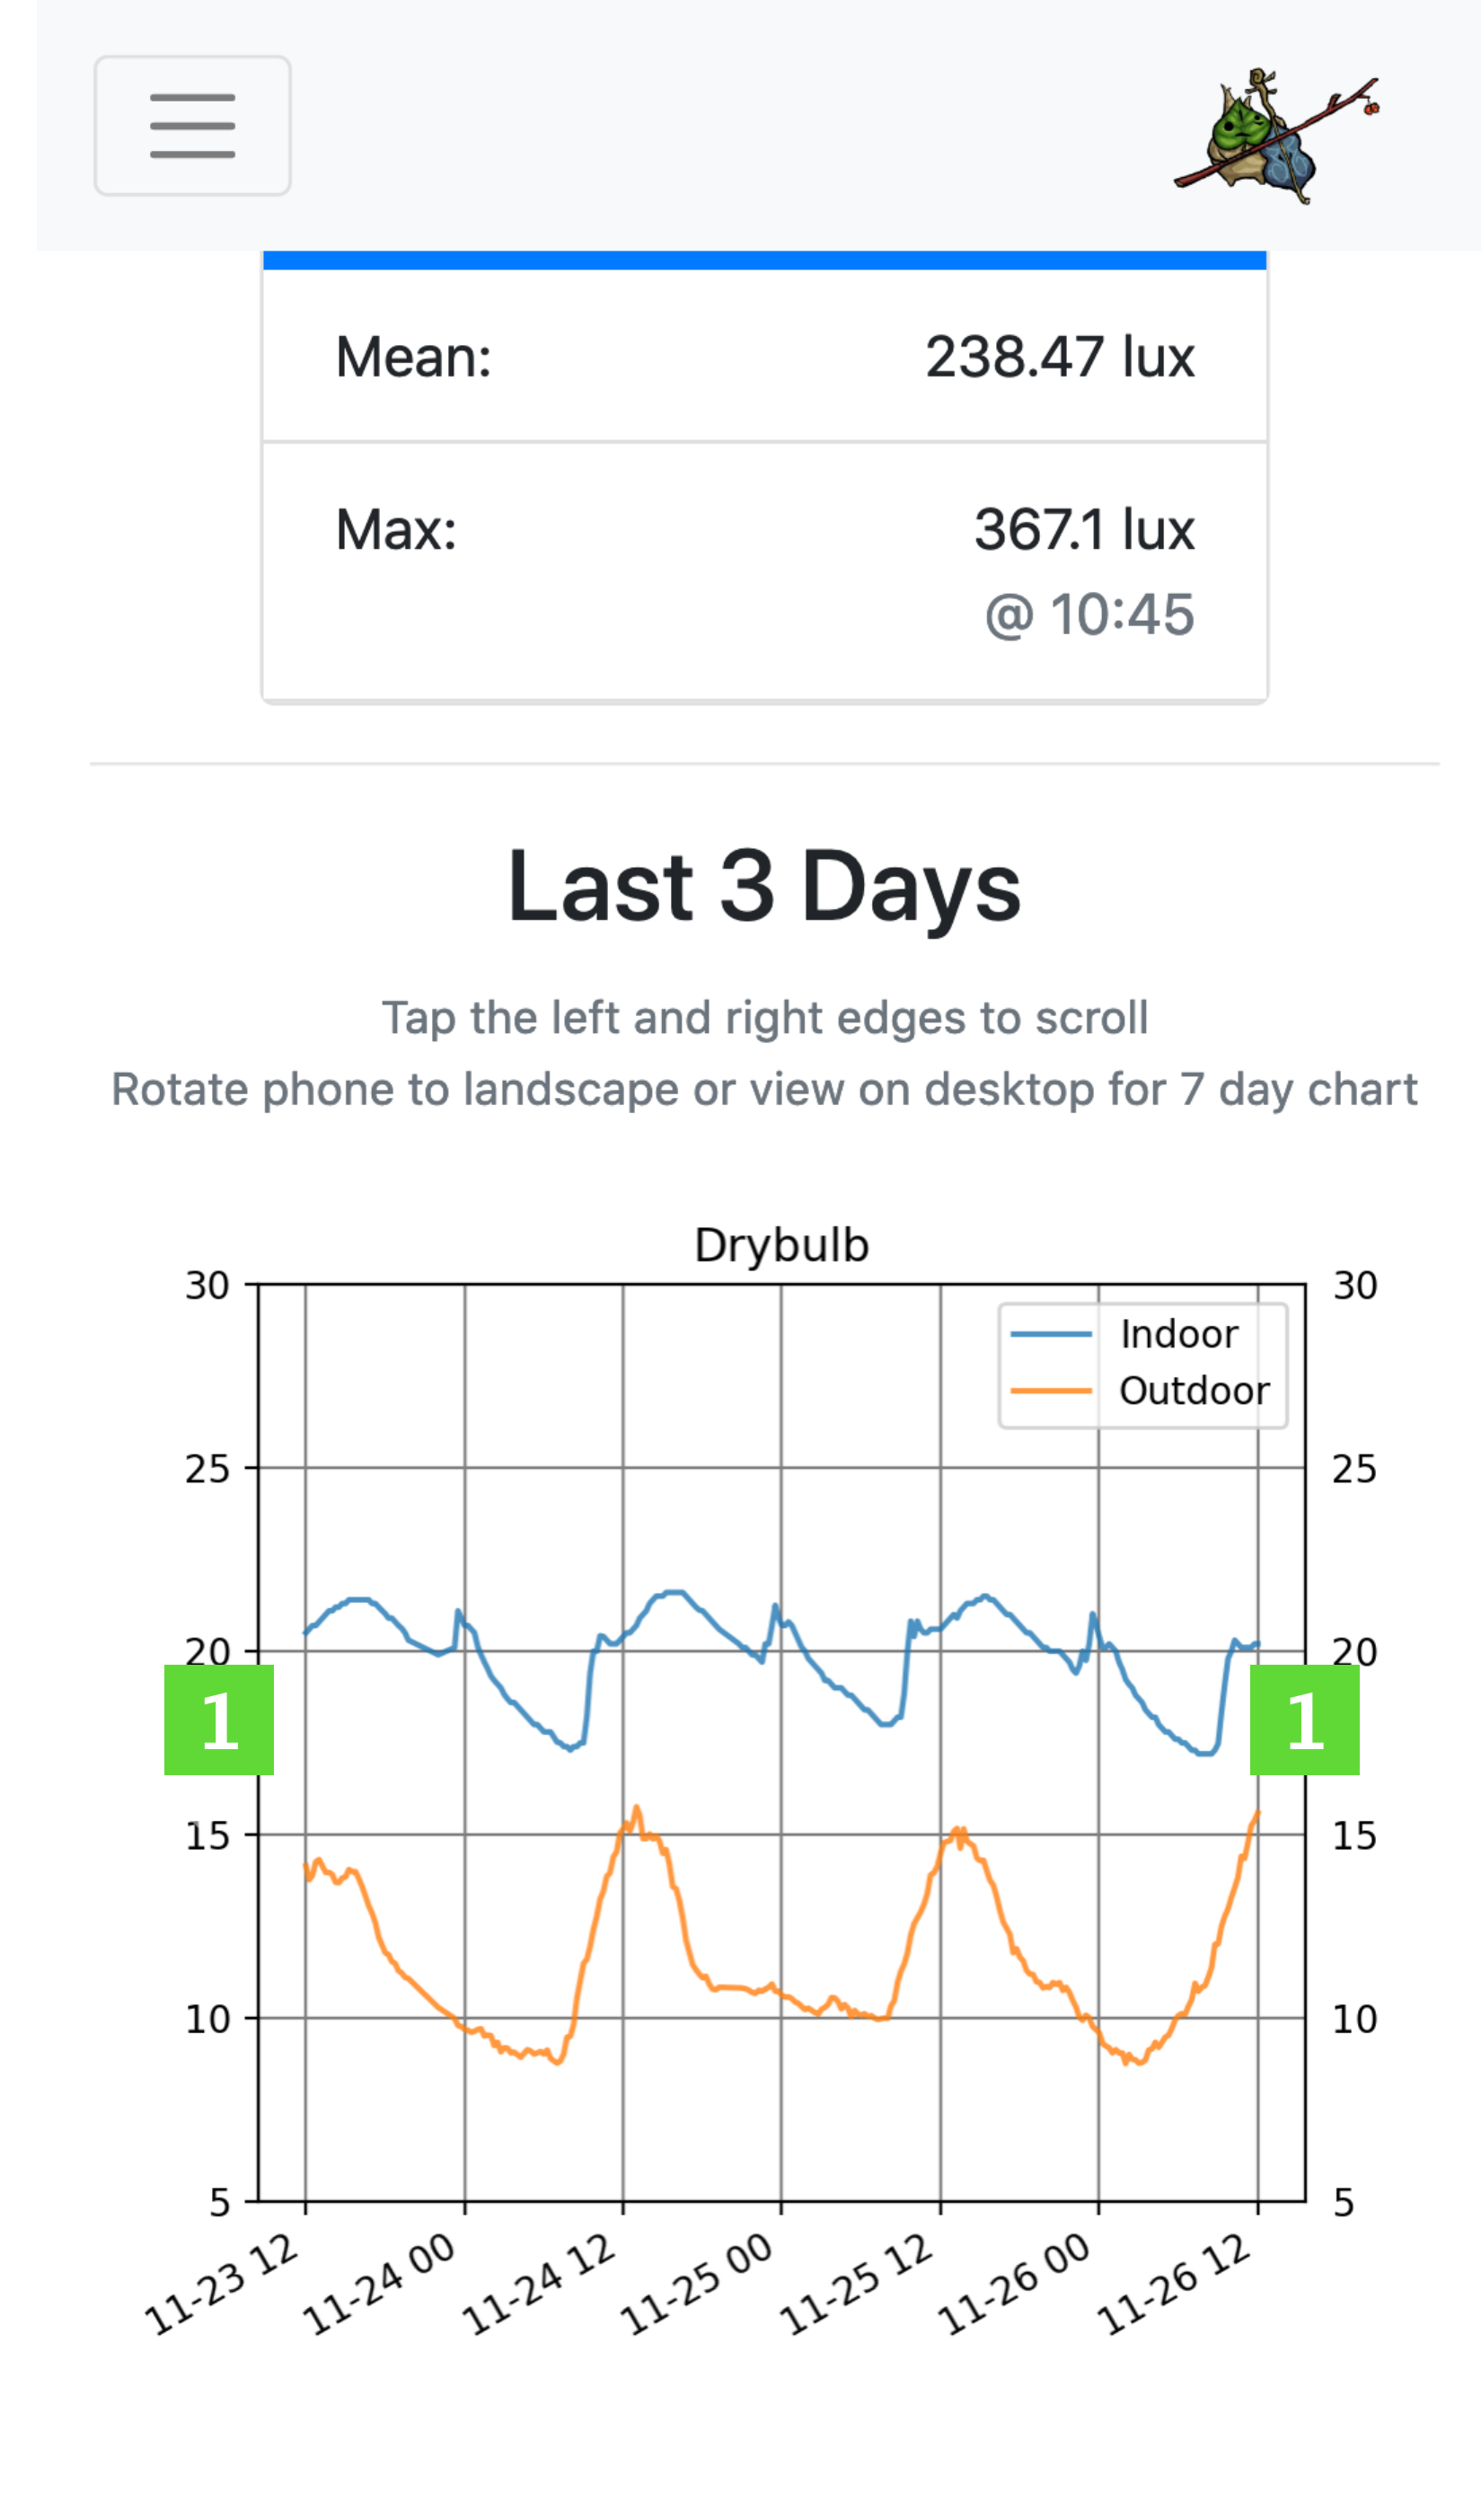 Mean: 238.47 lux
Max: 367.1 lux
@ 10:45
Last 3 Days
Tap the left and right edges to scroll
Rotate phone to landscape or view on desktop for 7 day chart
Drybulb
30 30
Indoor
Outdoor
25 25
20 20
1 1
15 15
10 10
5 5
11-23 12 11-24 00 11-24 12 11-25 00 11-25 12 11-26 00 11-26 12